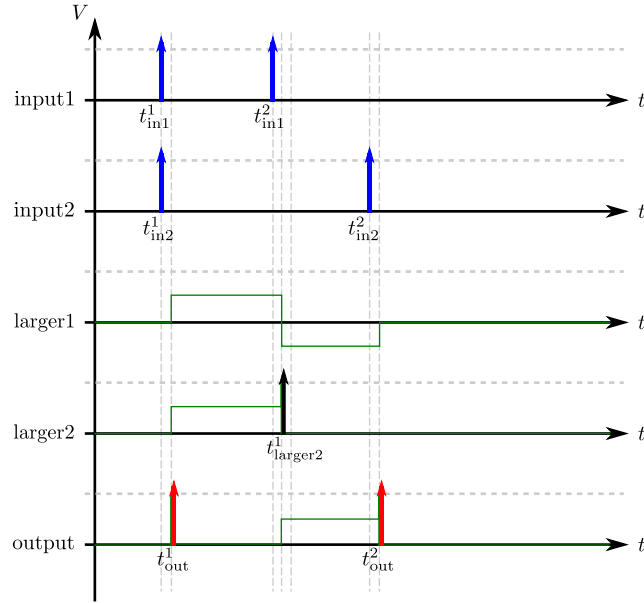 V
input1 t
t¹in1 t²in1
input2 t
t¹in2 t²in2
larger1 t
larger2 t
t¹larger2
output t
t¹out t²out